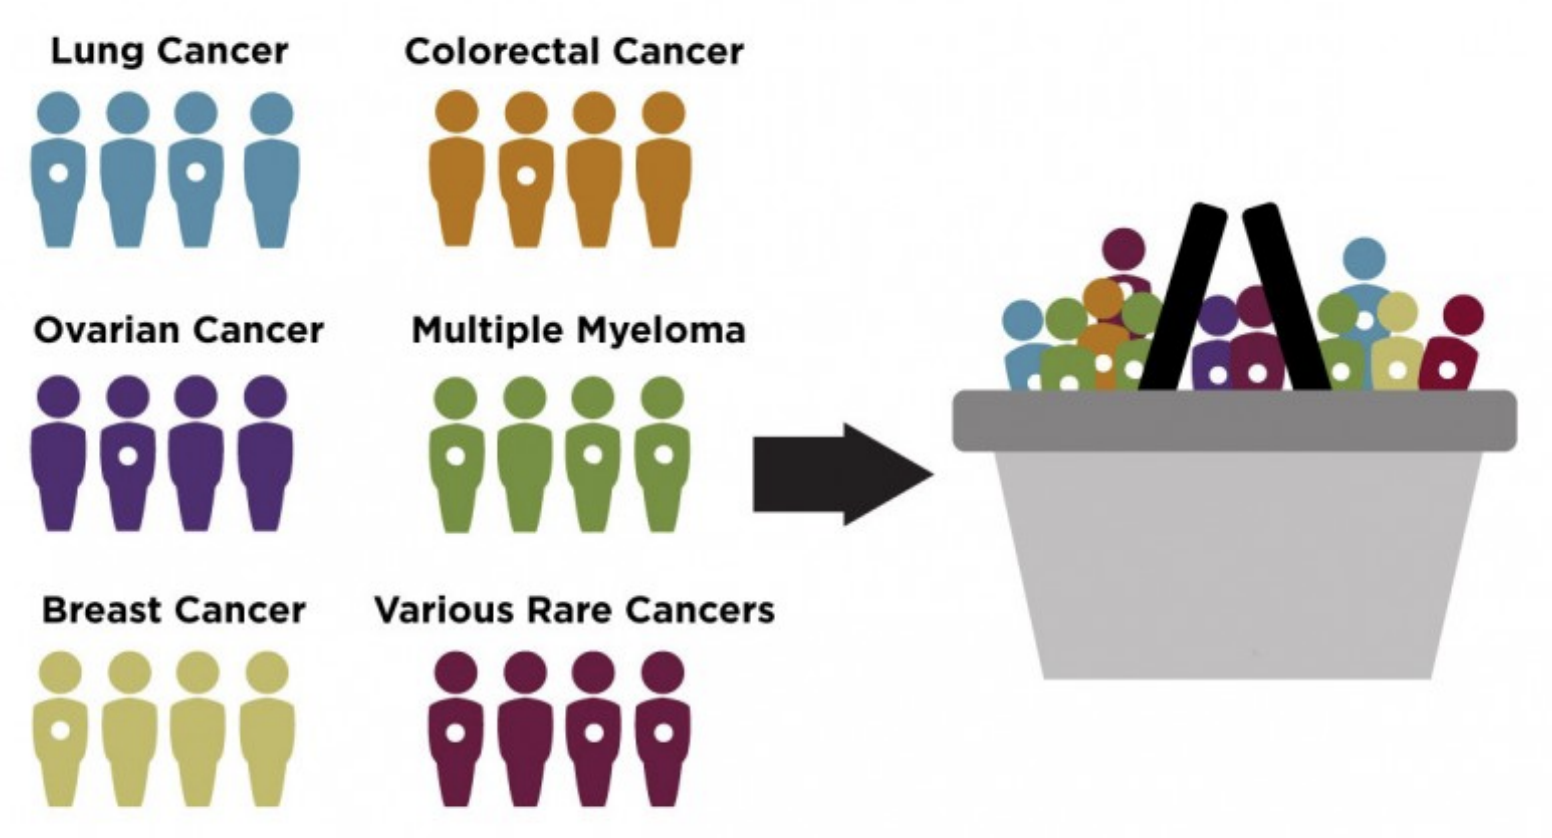 Lung Cancer
Colorectal Cancer
Ovarian Cancer
Multiple Myeloma
Breast Cancer
Various Rare Cancers